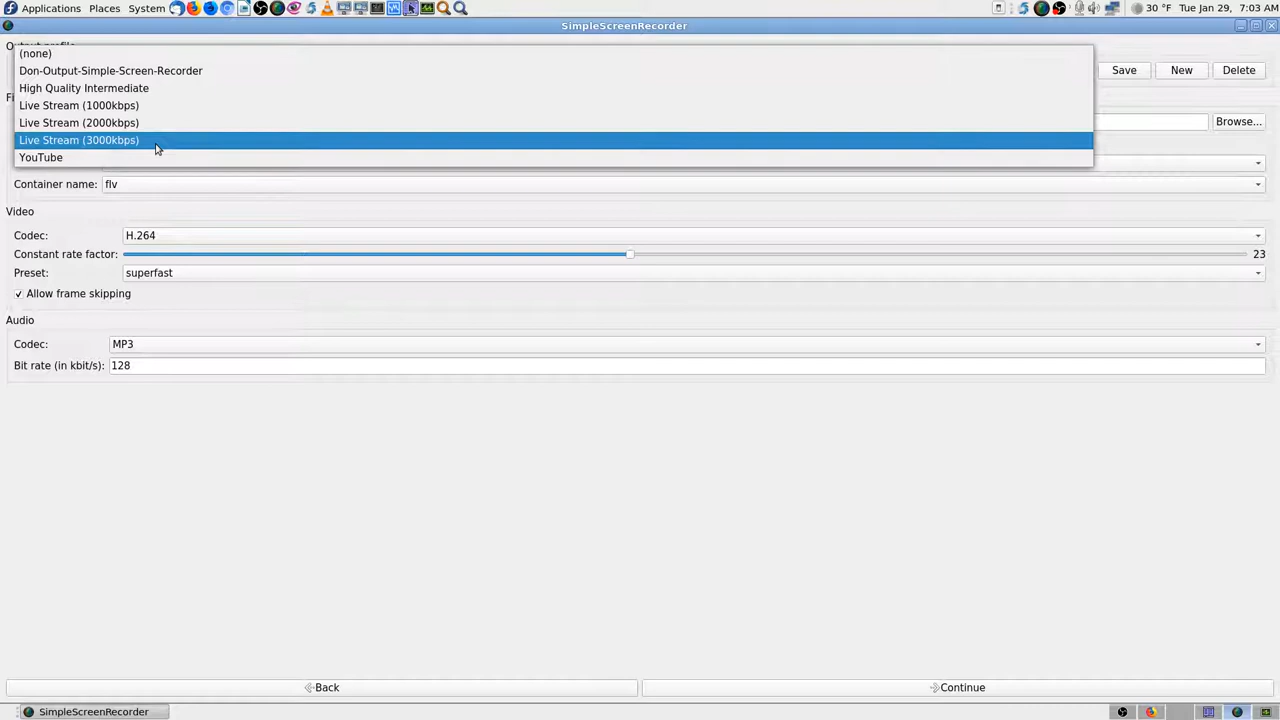 Applications Places System 30 °F Tue Jan 29, 7:03 AM
SimpleScreenRecorder
(none)
Don-Output-Simple-Screen-Recorder
High Quality Intermediate
Live Stream (1000kbps)
Live Stream (2000kbps)
Live Stream (3000kbps)
YouTube
Save New Delete
Browse...
Container name: flv
Video
Codec: H.264
Constant rate factor: 23
Preset: superfast
Allow frame skipping
Audio
Codec: MP3
Bit rate (in kbit/s): 128
Back Continue
SimpleScreenRecorder